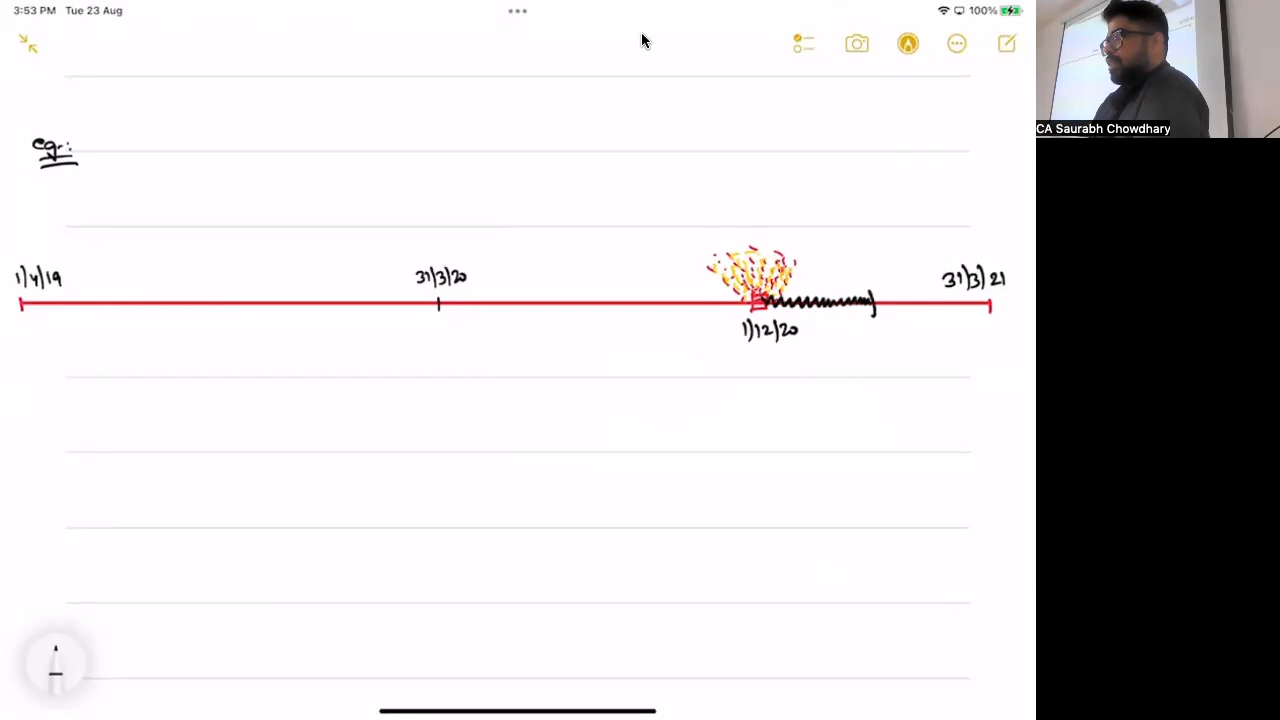 3:53 PM Tue 23 Aug
100%
CA Saurabh Chowdhary
eg:
1/4/19
31/3/20
31/3/21
1/12/20